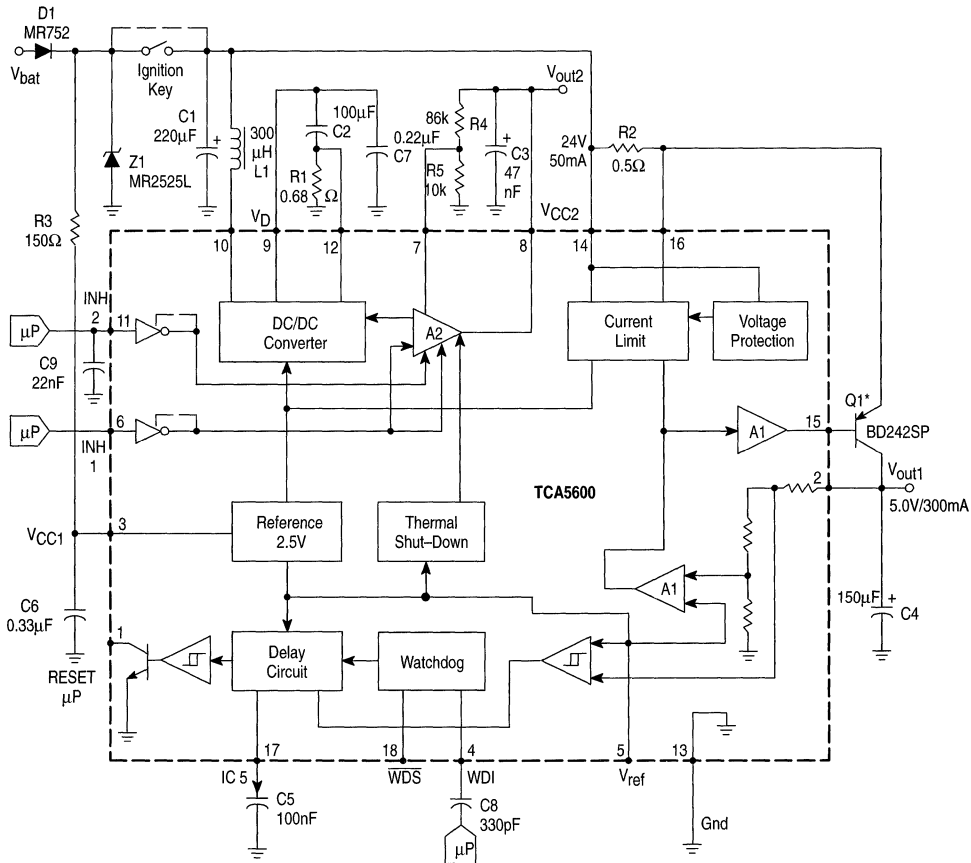 D1
MR752
Vbat
Ignition
Key
C1
220µF
+
300
µH
L1
Z1
MR2525L
R3
150Ω
100µF
C2
0.22µF
C7
R1
0.68 Ω
86k
R4
R5
10k
+
C3
47
nF
Vout2
24V
50mA
R2
0.5Ω
VD
VCC2
10
9
12
7
8
14
16
INH
2
11
µP
C9
22nF
DC/DC
Converter
A2
Current
Limit
Voltage
Protection
µP
6
INH
1
Q1*
A1
15
BD242SP
Vout1
2
5.0V/300mA
TCA5600
VCC1
3
Reference
2.5V
Thermal
Shut–Down
A1
150µF
+
C4
C6
0.33µF
1
RESET
µP
Delay
Circuit
Watchdog
17
18
4
5
13
IC 5
WDS
WDI
Vref
C5
100nF
C8
330pF
Gnd
µP